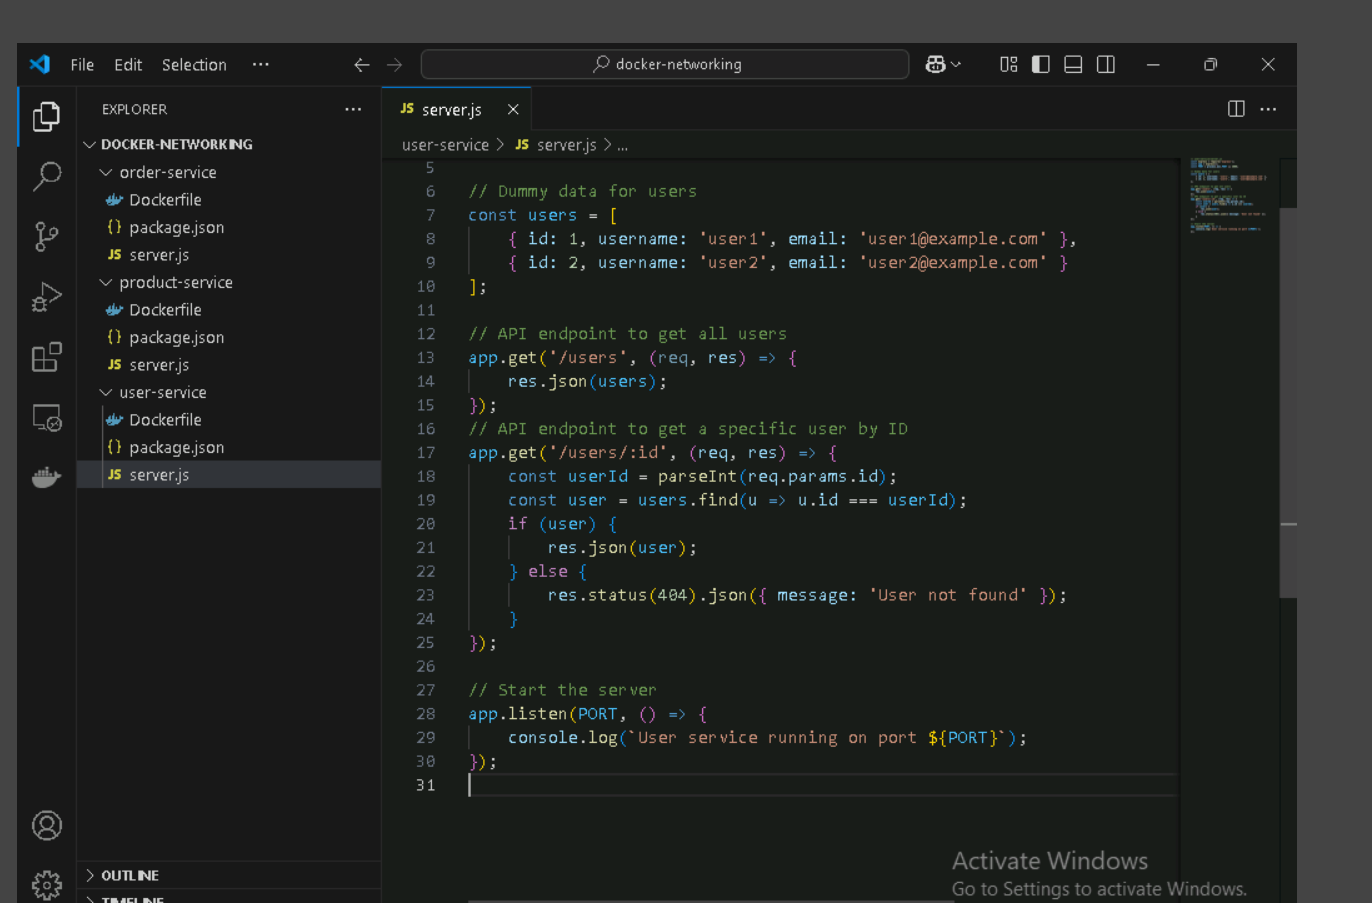 File Edit Selection ··· docker-networking
EXPLORER ···
JS server.js
DOCKER-NETWORKING
user-service > JS server.js > ...
order-service
Dockerfile
{} package.json
JS server.js
product-service
Dockerfile
{} package.json
JS server.js
user-service
Dockerfile
{} package.json
JS server.js
5
6 // Dummy data for users
7 const users = [
8 { id: 1, username: 'user1', email: 'user1@example.com' },
9 { id: 2, username: 'user2', email: 'user2@example.com' }
10 ];
11
12 // API endpoint to get all users
13 app.get('/users', (req, res) => {
14 res.json(users);
15 });
16 // API endpoint to get a specific user by ID
17 app.get('/users/:id', (req, res) => {
18 const userId = parseInt(req.params.id);
19 const user = users.find(u => u.id === userId);
20 if (user) {
21 res.json(user);
22 } else {
23 res.status(404).json({ message: 'User not found' });
24 }
25 });
26
27 // Start the server
28 app.listen(PORT, () => {
29 console.log(`User service running on port ${PORT}`);
30 });
31
OUTLINE
TIMELINE
Activate Windows
Go to Settings to activate Windows.